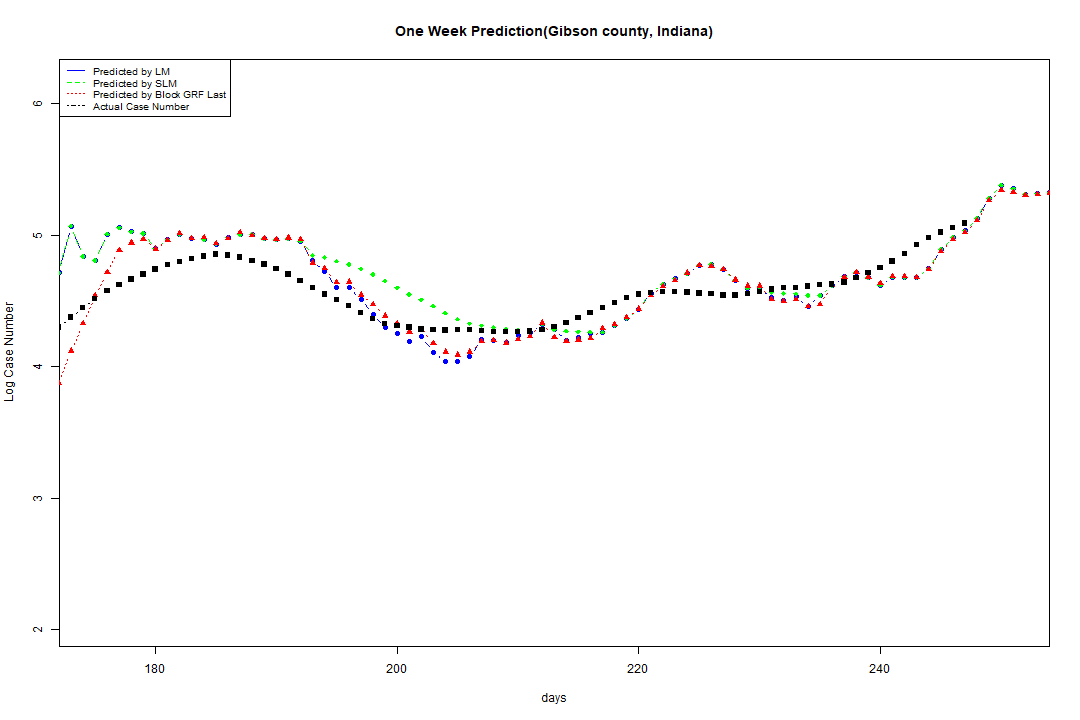 One Week Prediction(Gibson county, Indiana)
Predicted by LM
Predicted by SLM
Predicted by Block GRF Last
Actual Case Number
6
5
4
3
2
Log Case Number
180 200 220 240
days